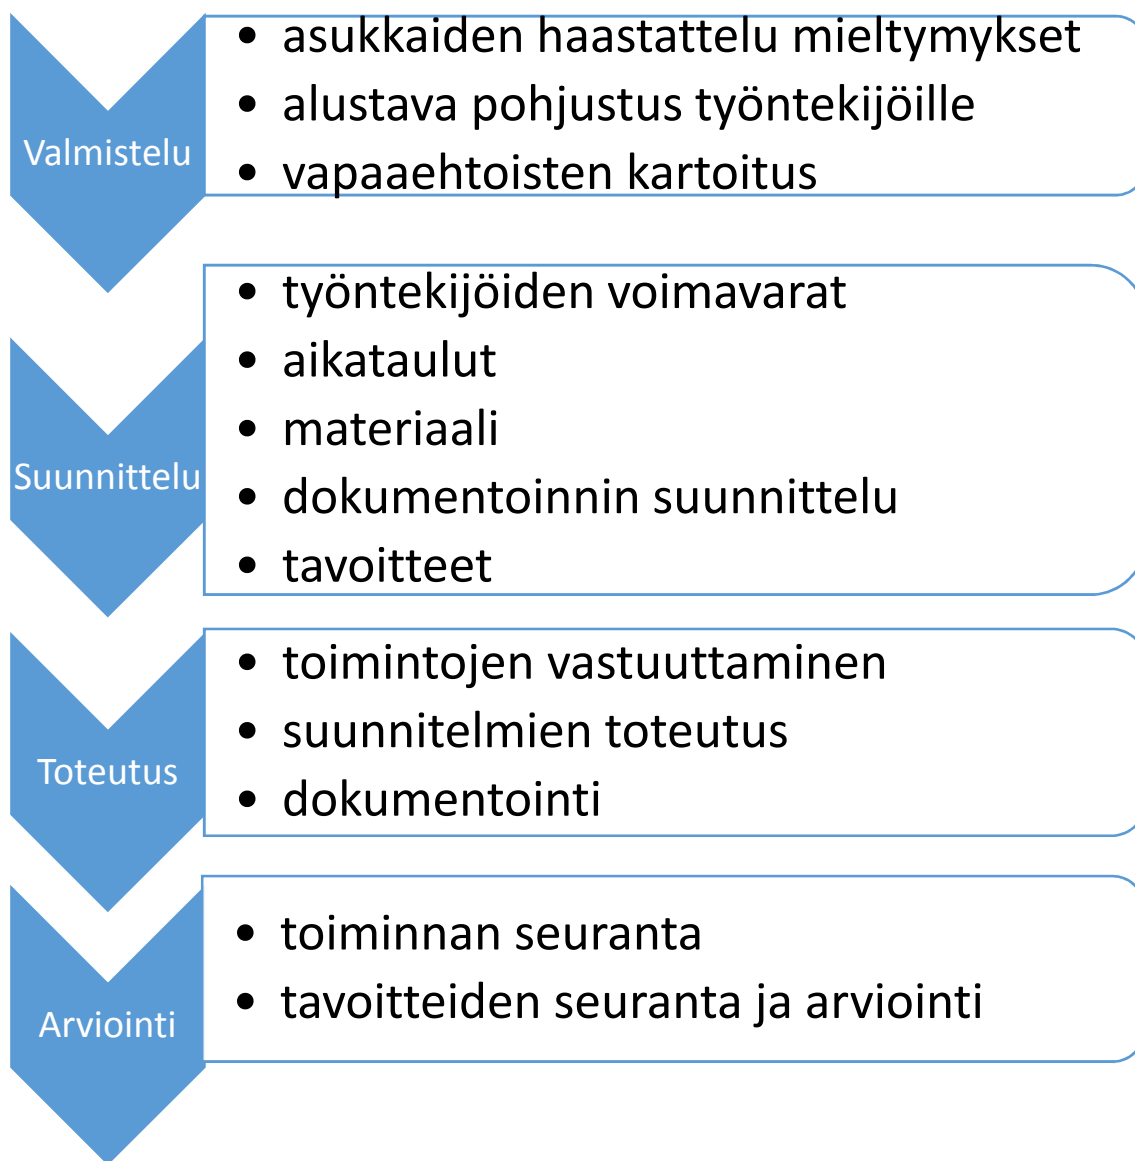 Valmistelu
• asukkaiden haastattelu mieltymykset
• alustava pohjustus työntekijöille
• vapaaehtoisten kartoitus
Suunnittelu
• työntekijöiden voimavarat
• aikataulut
• materiaali
• dokumentoinnin suunnittelu
• tavoitteet
Toteutus
• toimintojen vastuuttaminen
• suunnitelmien toteutus
• dokumentointi
Arviointi
• toiminnan seuranta
• tavoitteiden seuranta ja arviointi